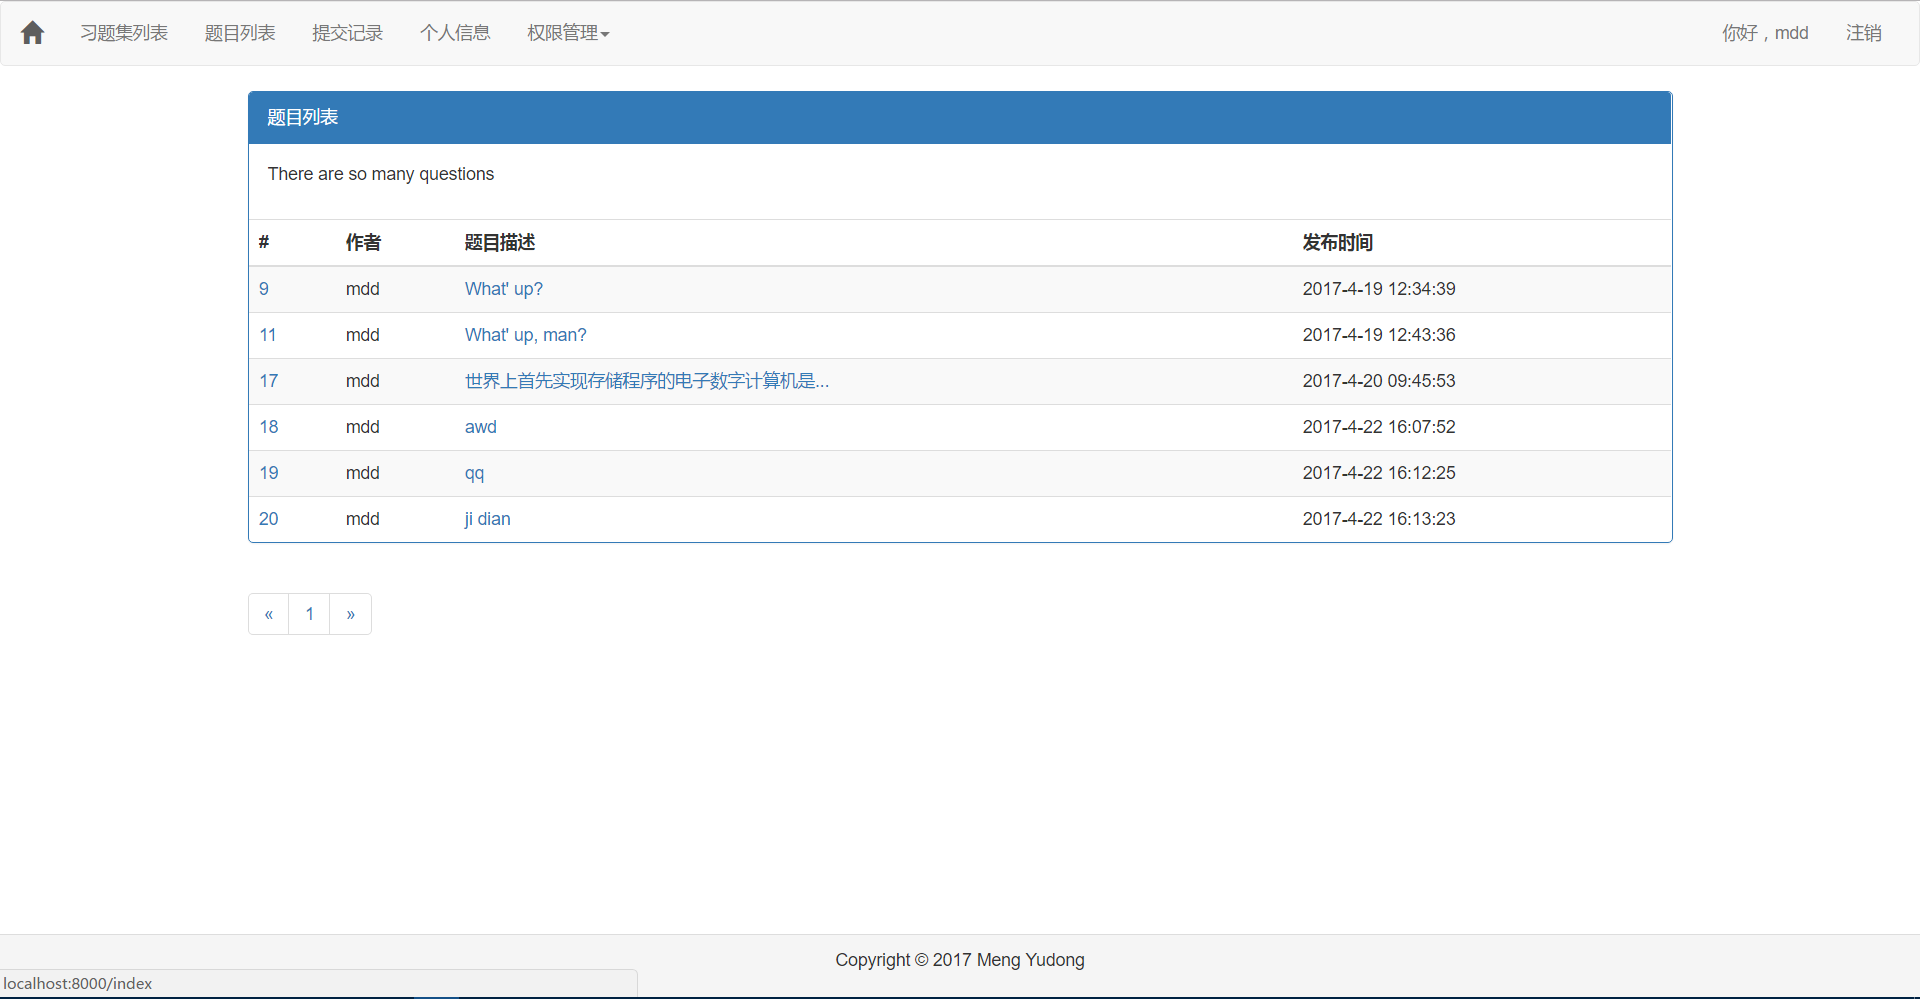 习题集列表 题目列表 提交记录 个人信息 权限管理 你好，mdd 注销
题目列表
There are so many questions
# 作者 题目描述 发布时间
9 mdd What' up? 2017-4-19 12:34:39
11 mdd What' up, man? 2017-4-19 12:43:36
17 mdd 世界上首先实现存储程序的电子数字计算机是... 2017-4-20 09:45:53
18 mdd awd 2017-4-22 16:07:52
19 mdd qq 2017-4-22 16:12:25
20 mdd ji dian 2017-4-22 16:13:23
« 1 »
Copyright © 2017 Meng Yudong
localhost:8000/index